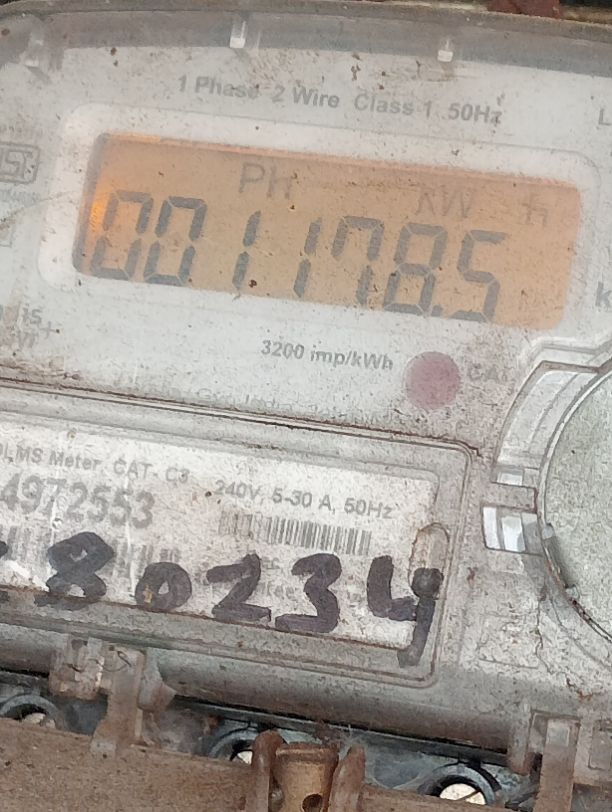 1 Phase 2 Wire Class 1 50Hz
PH kW h
001178.5
3200 imp/kWh
CAL
DLMS Meter, CAT- C3
4972553
240V, 5-30 A, 50Hz
80234